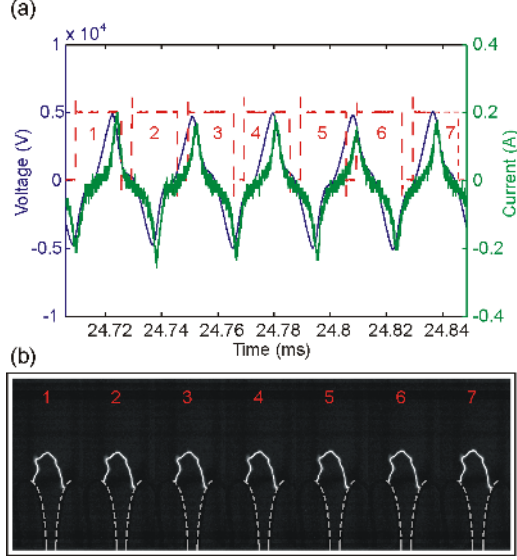 (a)
x 10^4
1
0.5
0
-0.5
-1
Voltage (V)
1 2 3 4 5 6 7
0.4
0.2
0
-0.2
-0.4
Current (A)
24.72 24.74 24.76 24.78 24.8 24.82 24.84
Time (ms)
(b)
1 2 3 4 5 6 7